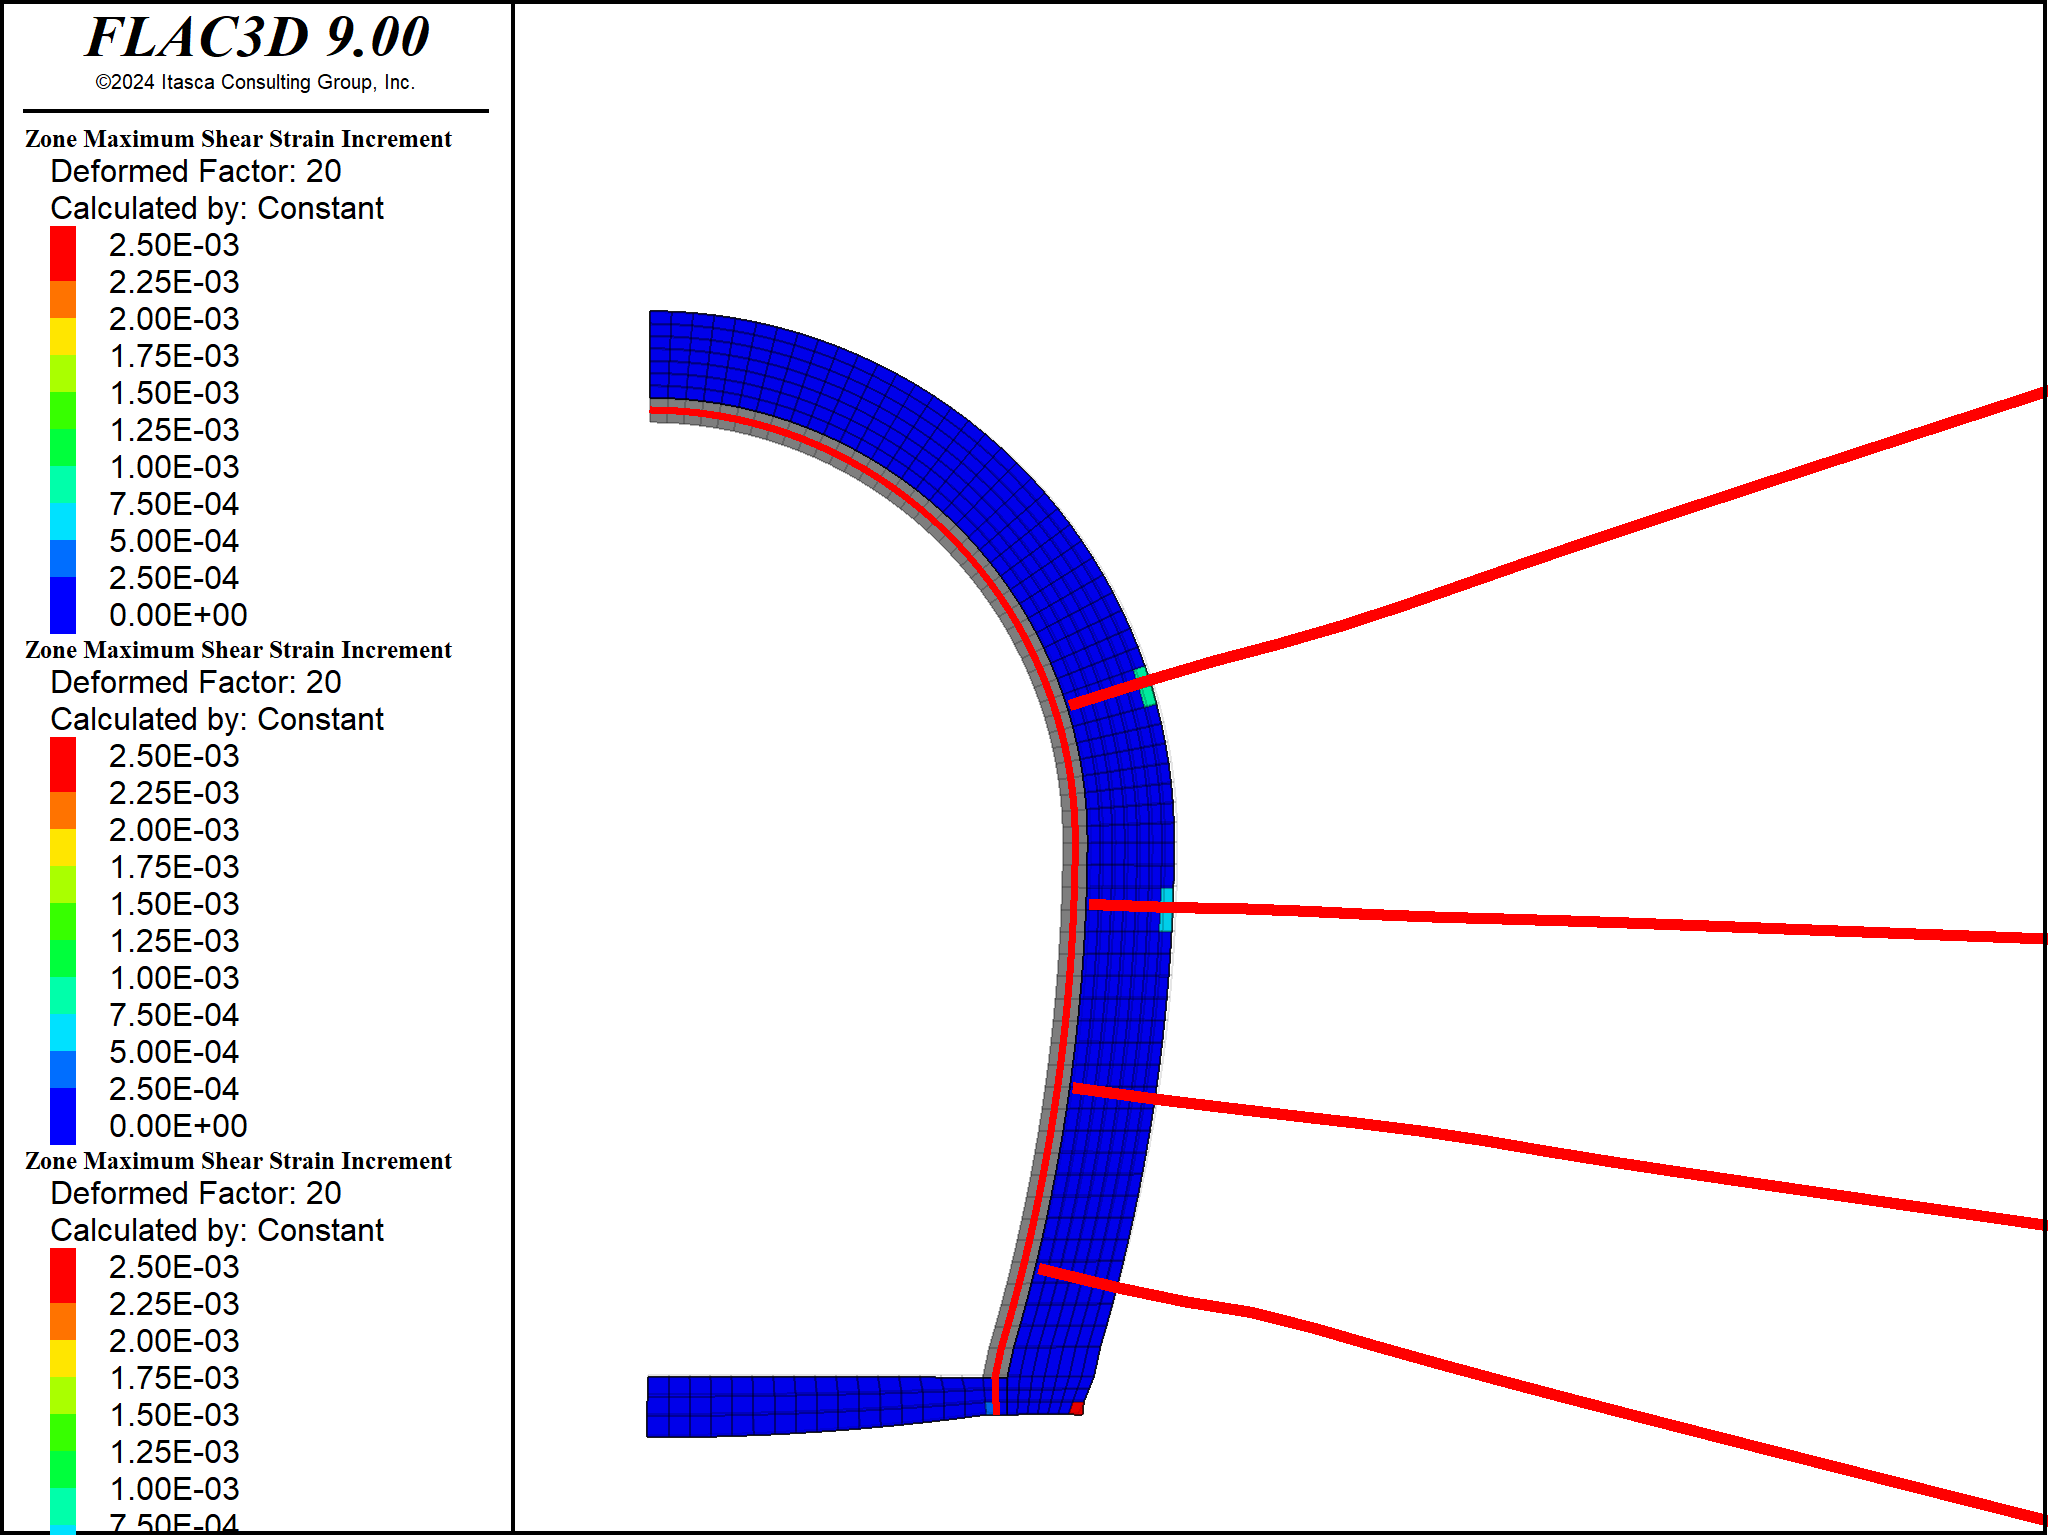 FLAC3D 9.00
©2024 Itasca Consulting Group, Inc.
Zone Maximum Shear Strain Increment
Deformed Factor: 20
Calculated by: Constant
2.50E-03
2.25E-03
2.00E-03
1.75E-03
1.50E-03
1.25E-03
1.00E-03
7.50E-04
5.00E-04
2.50E-04
0.00E+00
Zone Maximum Shear Strain Increment
Deformed Factor: 20
Calculated by: Constant
2.50E-03
2.25E-03
2.00E-03
1.75E-03
1.50E-03
1.25E-03
1.00E-03
7.50E-04
5.00E-04
2.50E-04
0.00E+00
Zone Maximum Shear Strain Increment
Deformed Factor: 20
Calculated by: Constant
2.50E-03
2.25E-03
2.00E-03
1.75E-03
1.50E-03
1.25E-03
1.00E-03
7.50E-04